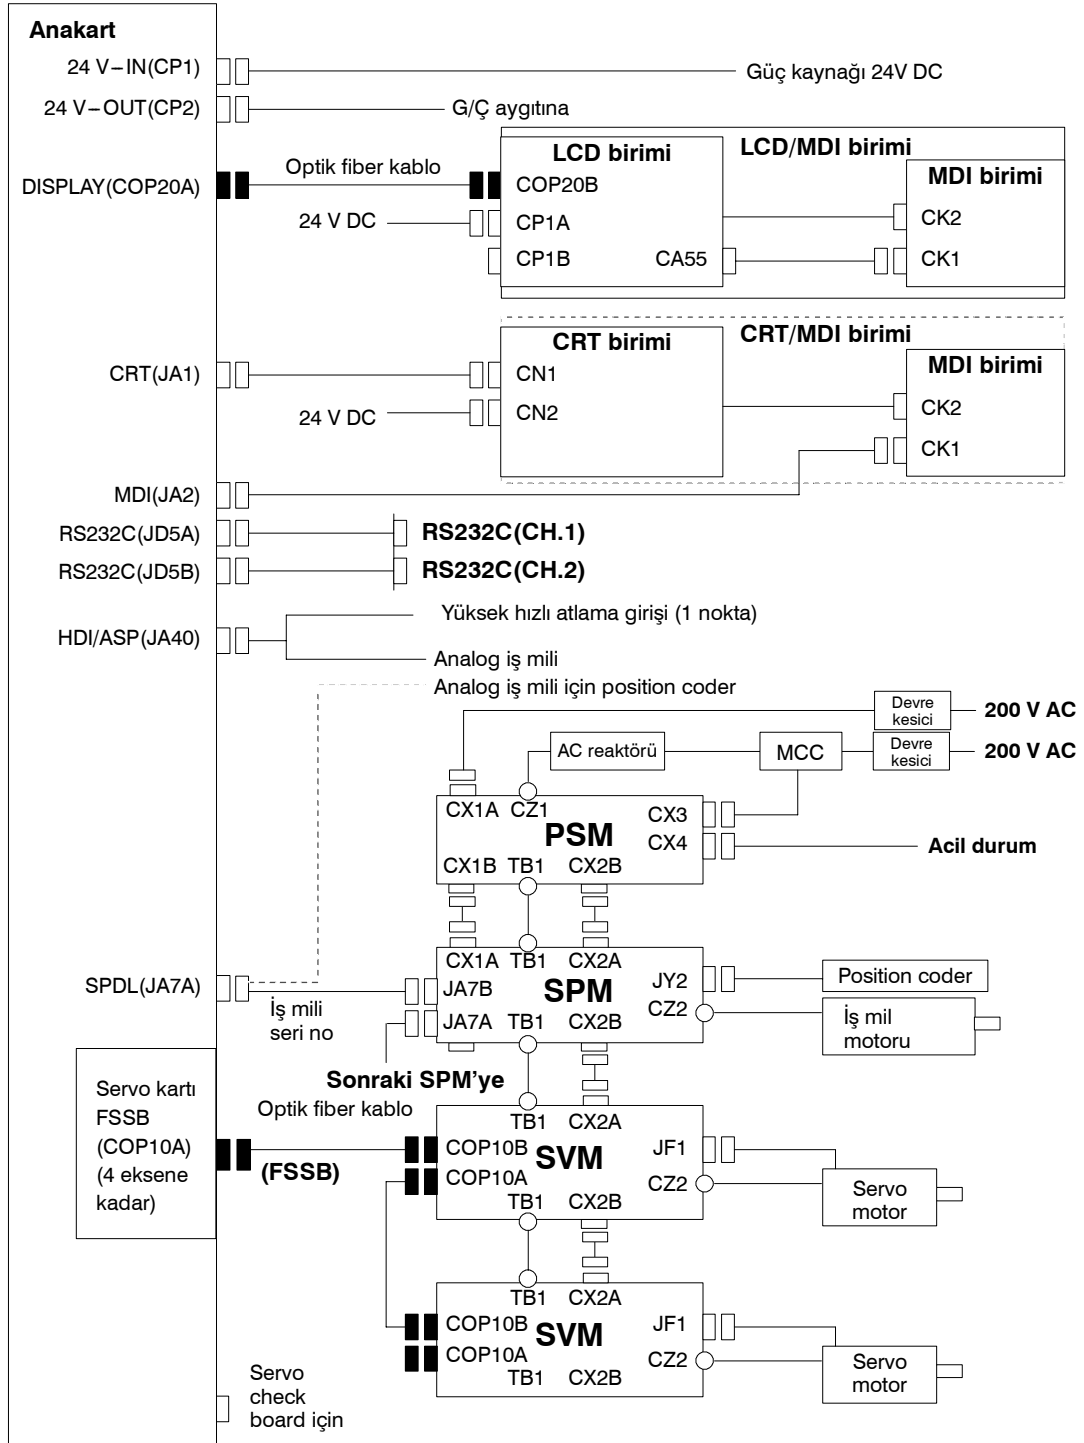 Anakart
24 V–IN(CP1)
Güç kaynağı 24V DC
24 V–OUT(CP2)
G/Ç aygıtına
LCD birimi
LCD/MDI birimi
Optik fiber kablo
MDI birimi
DISPLAY(COP20A)
COP20B
24 V DC
CP1A
CK2
CP1B
CA55
CK1
CRT birimi
CRT/MDI birimi
MDI birimi
CRT(JA1)
CN1
24 V DC
CN2
CK2
CK1
MDI(JA2)
RS232C(JD5A)
RS232C(CH.1)
RS232C(JD5B)
RS232C(CH.2)
Yüksek hızlı atlama girişi (1 nokta)
HDI/ASP(JA40)
Analog iş mili
Analog iş mili için position coder
Devre
kesici
200 V AC
AC reaktörü
MCC
Devre
kesici
200 V AC
CX1A CZ1
CX3
PSM
CX4
Acil durum
CX1B TB1 CX2B
CX1A TB1 CX2A
SPDL(JA7A)
JA7B
SPM
JY2
Position coder
İş mili
seri no
JA7A TB1 CX2B
CZ2
İş mil
motoru
Sonraki SPM'ye
Servo kartı
FSSB
(COP10A)
(4 eksene
kadar)
Optik fiber kablo
TB1 CX2A
COP10B
SVM
JF1
(FSSB)
COP10A
CZ2
Servo
motor
TB1 CX2B
TB1 CX2A
COP10B
SVM
JF1
COP10A
CZ2
Servo
motor
TB1 CX2B
Servo
check
board için